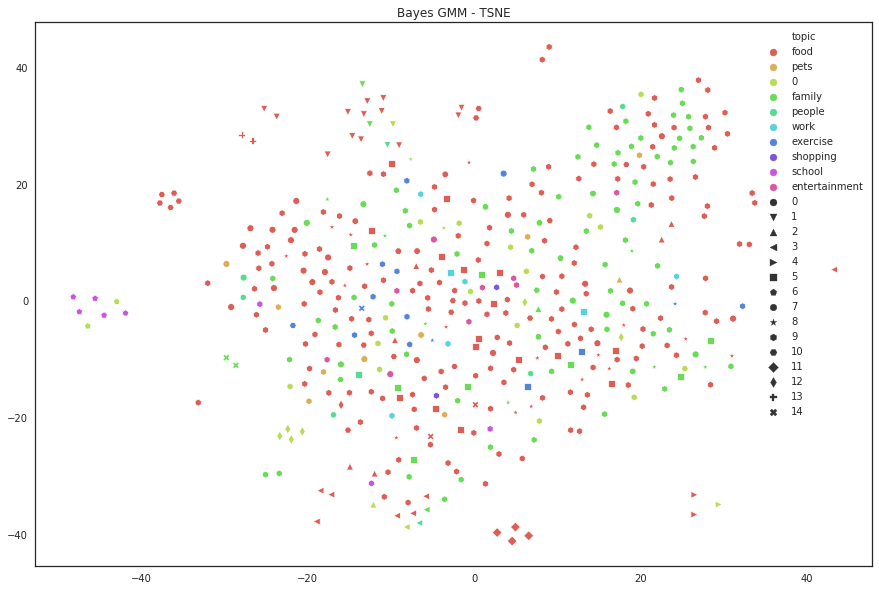 Bayes GMM - TSNE
topic
food
pets
0
family
people
work
exercise
shopping
school
entertainment
0
1
2
3
4
5
6
7
8
9
10
11
12
13
14
40
20
0
−20
−40
−40
−20
0
20
40